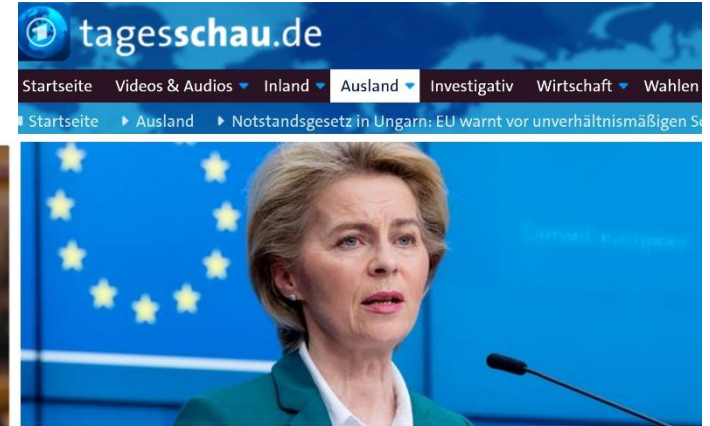 1 tagesschau.de
Startseite Videos & Audios Inland Ausland Investigativ Wirtschaft Wahlen
Startseite Ausland Notstandsgesetz in Ungarn: EU warnt vor unverhältnismäßigen